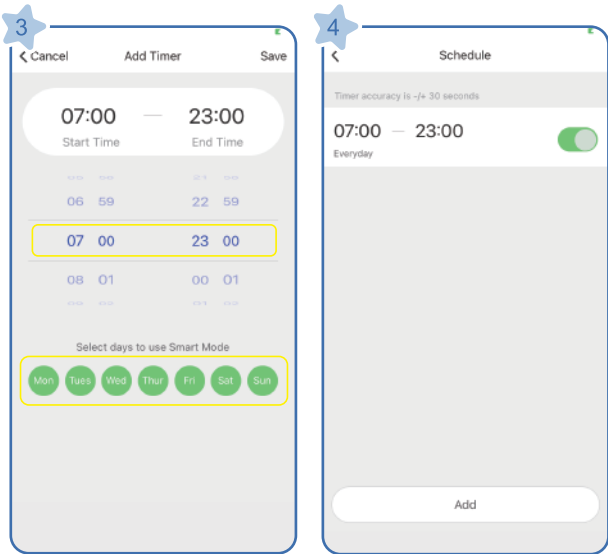 3
Cancel Add Timer Save
07:00 — 23:00
Start Time End Time
06 59 22 59
07 00 23 00
08 01 00 01
Select days to use Smart Mode
Mon Tues Wed Thur Fri Sat Sun
4
Schedule
Timer accuracy is -/+ 30 seconds
07:00 — 23:00
Everyday
Add